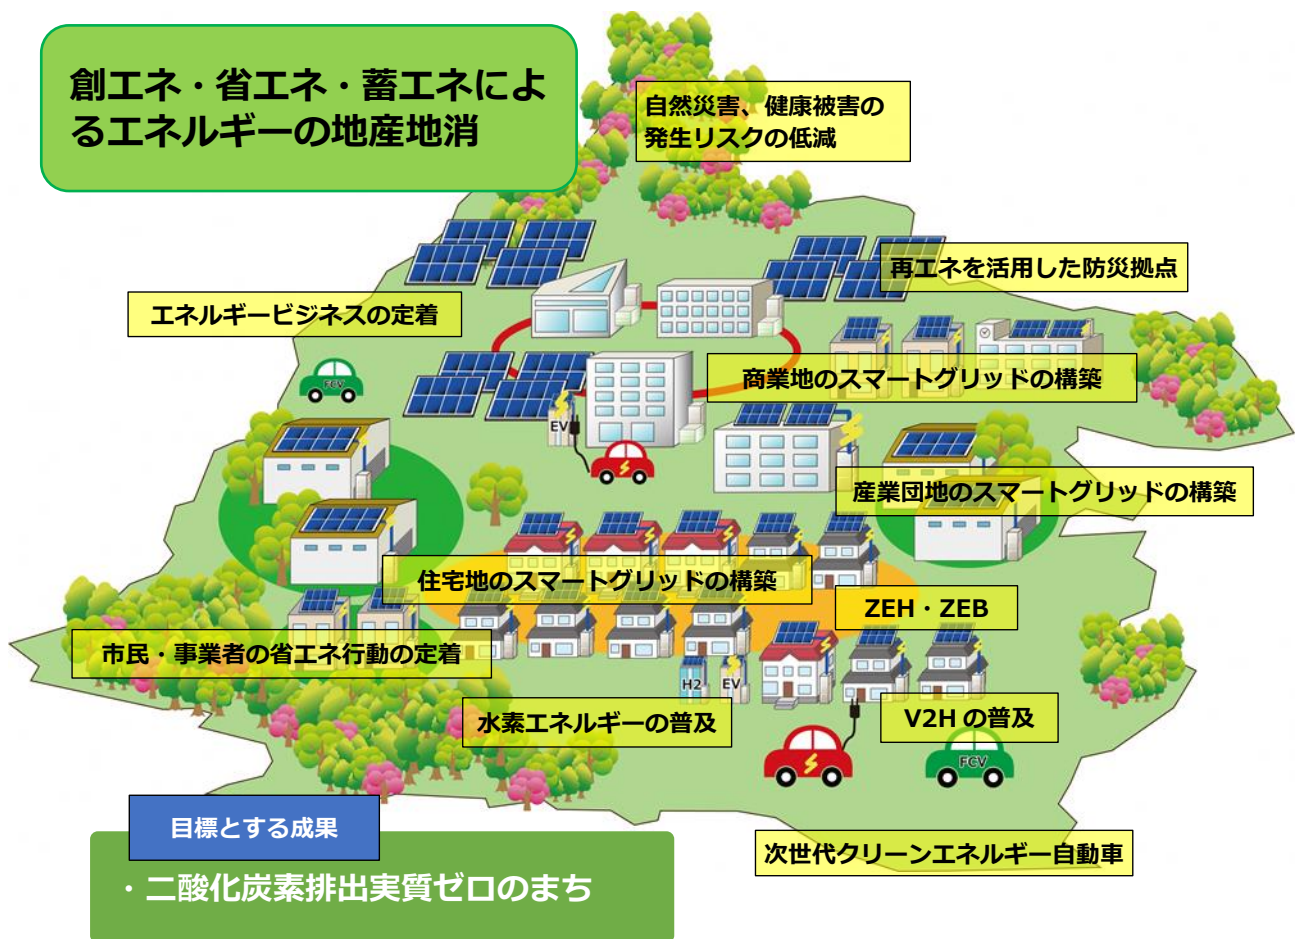 創エネ・省エネ・蓄エネによ
るエネルギーの地産地消
自然災害、健康被害の
発生リスクの低減
再エネを活用した防災拠点
エネルギービジネスの定着
商業地のスマートグリッドの構築
FCV
EV
産業団地のスマートグリッドの構築
住宅地のスマートグリッドの構築
ZEH・ZEB
市民・事業者の省エネ行動の定着
H2
EV
水素エネルギーの普及
V2H の普及
FCV
目標とする成果
次世代クリーンエネルギー自動車
・二酸化炭素排出実質ゼロのまち